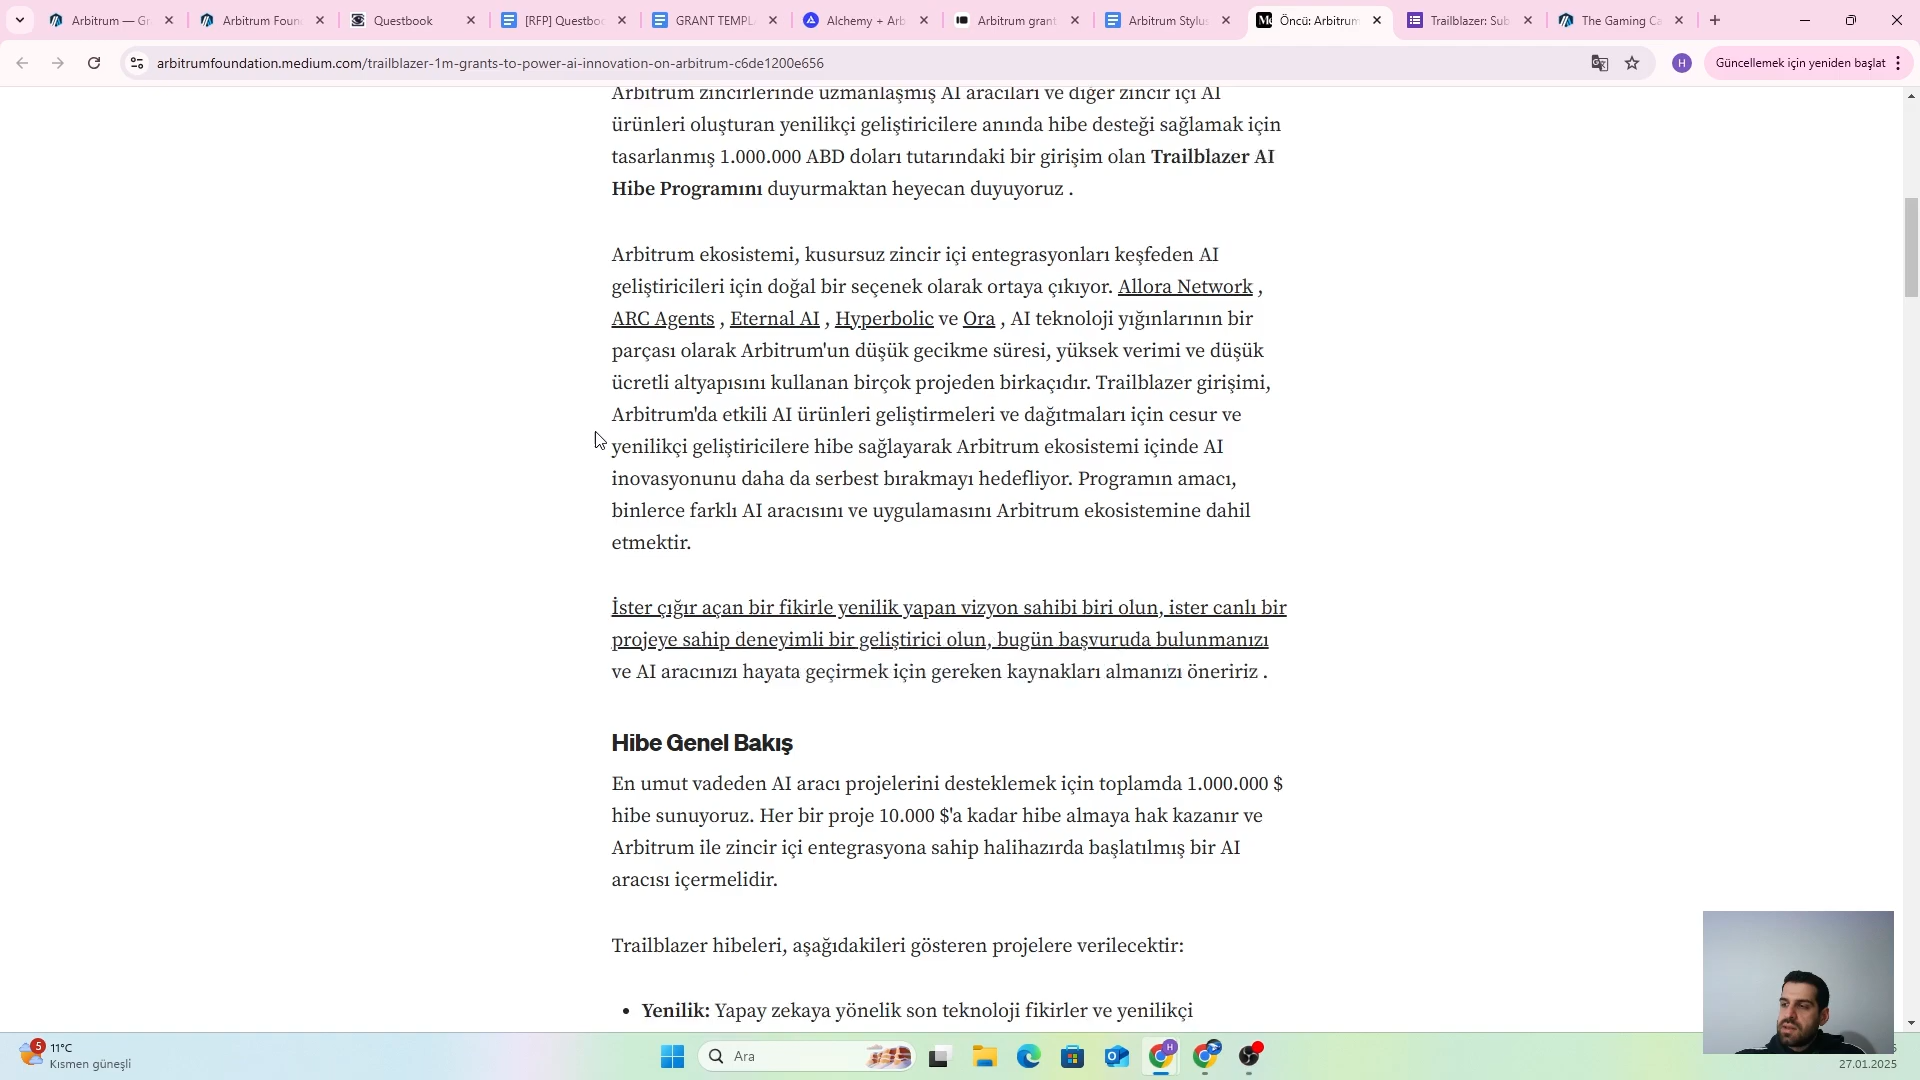 Arbitrum — Gr
Arbitrum Foun
Questbook
[RFP] Questboo
GRANT TEMPL
Alchemy + Arb
Arbitrum grant
Arbitrum Stylus
Öncü: Arbitrum
Trailblazer: Sub
The Gaming Ca
arbitrumfoundation.medium.com/trailblazer-1m-grants-to-power-ai-innovation-on-arbitrum-c6de1200e656
H
Güncellemek için yeniden başlat
Arbitrum zincirlerinde uzmanlaşmış AI aracıları ve diğer zincir içi AI
ürünleri oluşturan yenilikçi geliştiricilere anında hibe desteği sağlamak için
tasarlanmış 1.000.000 ABD doları tutarındaki bir girişim olan Trailblazer AI
Hibe Programını duyurmaktan heyecan duyuyoruz .
Arbitrum ekosistemi, kusursuz zincir içi entegrasyonları keşfeden AI
geliştiricileri için doğal bir seçenek olarak ortaya çıkıyor. Allora Network ,
ARC Agents , Eternal AI , Hyperbolic ve Ora , AI teknoloji yığınlarının bir
parçası olarak Arbitrum'un düşük gecikme süresi, yüksek verimi ve düşük
ücretli altyapısını kullanan birçok projeden birkaçıdır. Trailblazer girişimi,
Arbitrum'da etkili AI ürünleri geliştirmeleri ve dağıtmaları için cesur ve
yenilikçi geliştiricilere hibe sağlayarak Arbitrum ekosistemi içinde AI
inovasyonunu daha da serbest bırakmayı hedefliyor. Programın amacı,
binlerce farklı AI aracısını ve uygulamasını Arbitrum ekosistemine dahil
etmektir.
İster çığır açan bir fikirle yenilik yapan vizyon sahibi biri olun, ister canlı bir
projeye sahip deneyimli bir geliştirici olun, bugün başvuruda bulunmanızı
ve AI aracınızı hayata geçirmek için gereken kaynakları almanızı öneririz .
Hibe Genel Bakış
En umut vadeden AI aracı projelerini desteklemek için toplamda 1.000.000 $
hibe sunuyoruz. Her bir proje 10.000 $'a kadar hibe almaya hak kazanır ve
Arbitrum ile zincir içi entegrasyona sahip halihazırda başlatılmış bir AI
aracısı içermelidir.
Trailblazer hibeleri, aşağıdakileri gösteren projelere verilecektir:
• Yenilik: Yapay zekaya yönelik son teknoloji fikirler ve yenilikçi
5
11°C
Kısmen güneşli
Ara
27.01.2025